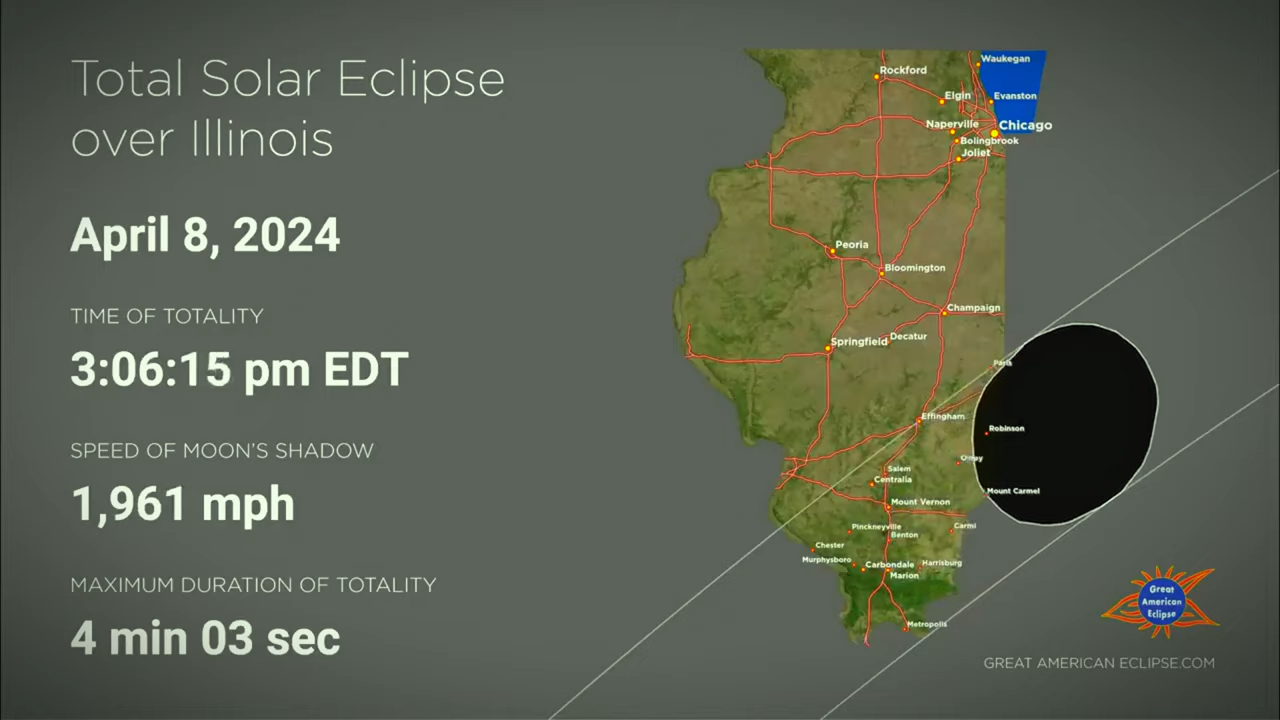 Total Solar Eclipse
over Illinois
April 8, 2024
TIME OF TOTALITY
3:06:15 pm EDT
SPEED OF MOON'S SHADOW
1,961 mph
MAXIMUM DURATION OF TOTALITY
4 min 03 sec
Waukegan
Rockford
Elgin
Evanston
Naperville
Chicago
Bolingbrook
Joliet
Peoria
Bloomington
Champaign
Springfield
Decatur
Paris
Effingham
Robinson
Olney
Salem
Centralia
Mount Carmel
Mount Vernon
Pinckneyville
Carmi
Benton
Chester
Murphysboro
Carbondale
Harrisburg
Marion
Metropolis
Great
American
Eclipse
GREAT AMERICAN ECLIPSE.COM